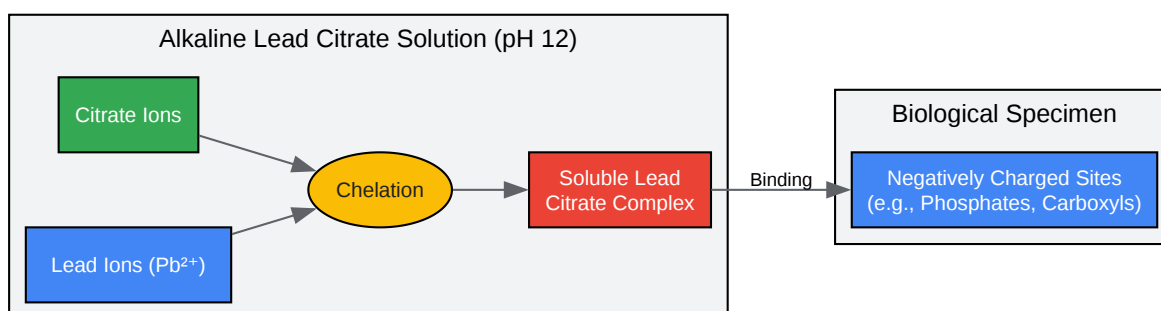 Alkaline Lead Citrate Solution (pH 12)
Citrate Ions
Lead Ions (Pb²⁺)
Chelation
Soluble Lead
Citrate Complex
Binding
Biological Specimen
Negatively Charged Sites
(e.g., Phosphates, Carboxyls)